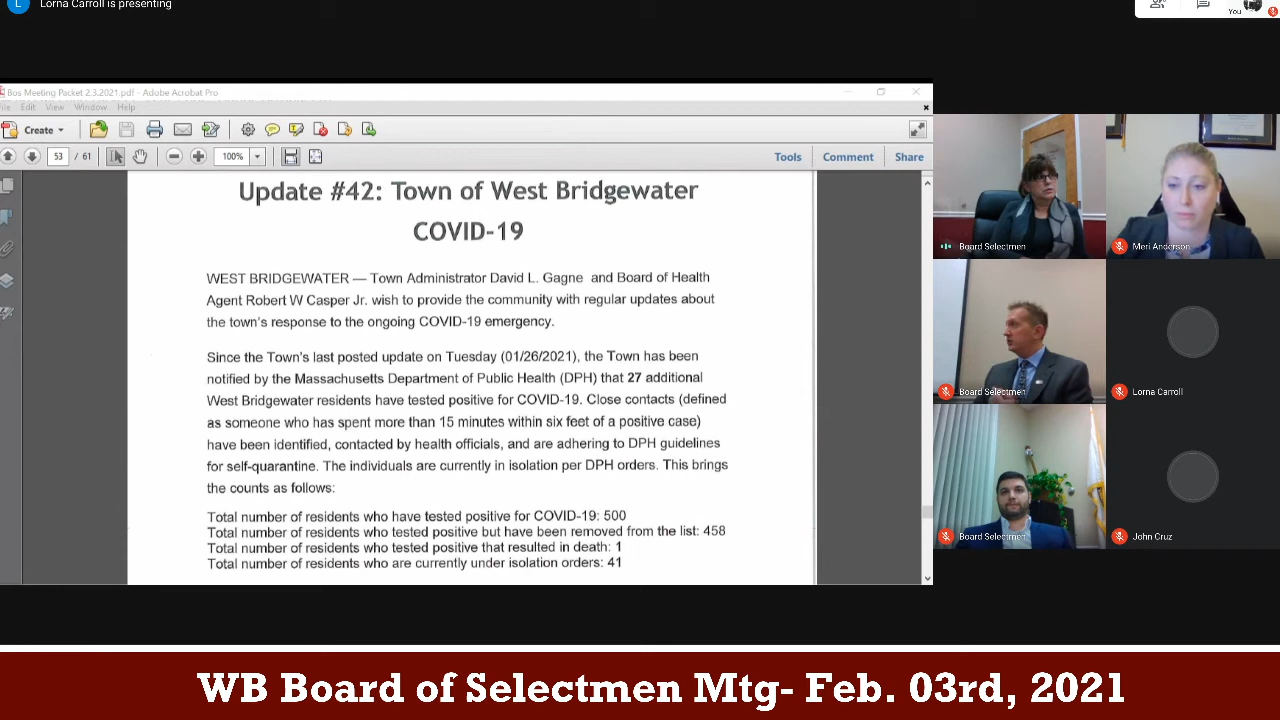 L Lorna Carroll is presenting
You
Bos Meeting Packet 2.3.2021.pdf - Adobe Acrobat Pro
File Edit View Window Help
Create
53 / 61 100% Tools Comment Share
Update #42: Town of West Bridgewater
COVID-19
WEST BRIDGEWATER — Town Administrator David L. Gagne and Board of Health
Agent Robert W Casper Jr. wish to provide the community with regular updates about
the town's response to the ongoing COVID-19 emergency.
Since the Town's last posted update on Tuesday (01/26/2021), the Town has been
notified by the Massachusetts Department of Public Health (DPH) that 27 additional
West Bridgewater residents have tested positive for COVID-19. Close contacts (defined
as someone who has spent more than 15 minutes within six feet of a positive case)
have been identified, contacted by health officials, and are adhering to DPH guidelines
for self-quarantine. The individuals are currently in isolation per DPH orders. This brings
the counts as follows:
Total number of residents who have tested positive for COVID-19: 500
Total number of residents who tested positive but have been removed from the list: 458
Total number of residents who tested positive that resulted in death: 1
Total number of residents who are currently under isolation orders: 41
Board Selectmen
Meri Anderson
Board Selectmen
Lorna Carroll
Board Selectmen
John Cruz
WB Board of Selectmen Mtg- Feb. 03rd, 2021